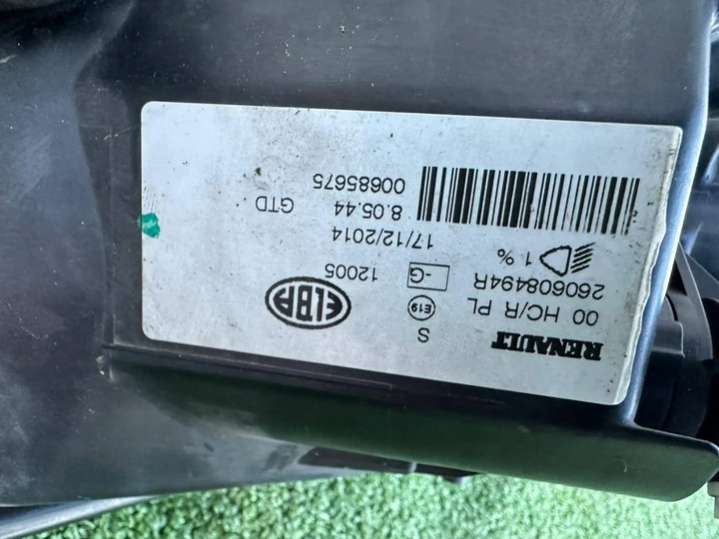 RENAULT
S
00 HC/R PL
E19
260608494R
-G
12005
ELBA
1 %
17/12/2014
8.05.44
GTD
00685675